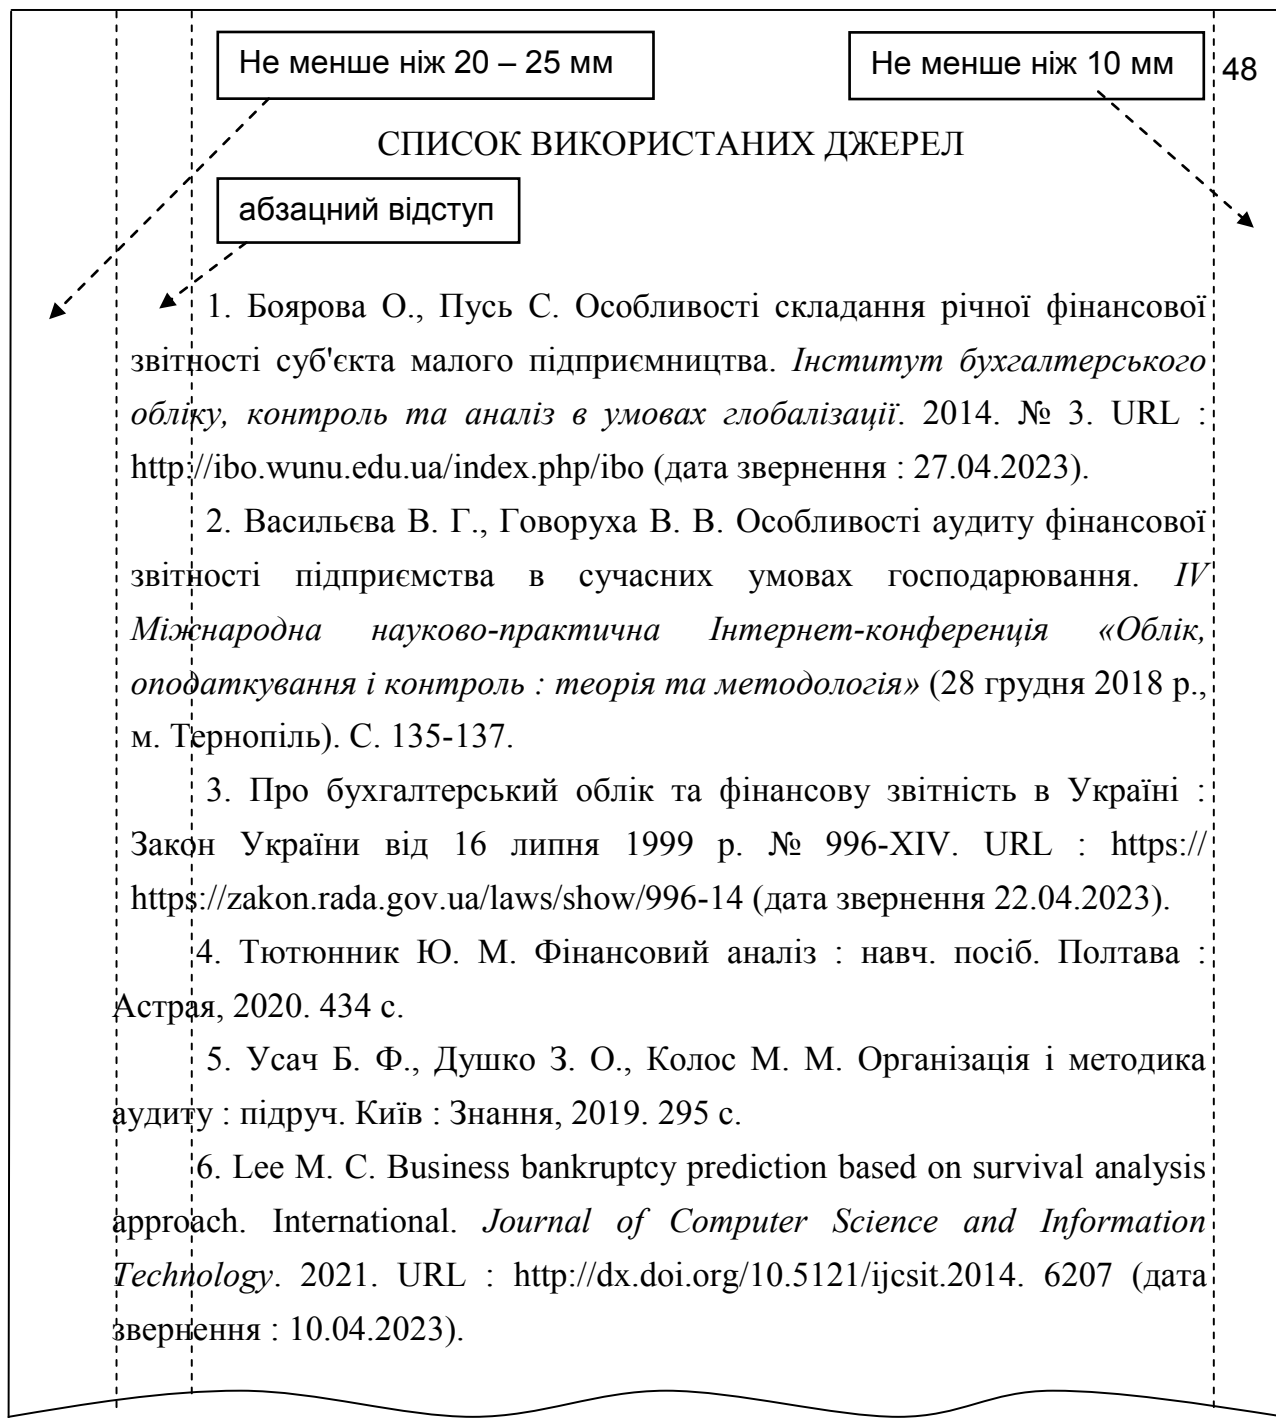 Не менше ніж 20 – 25 мм
Не менше ніж 10 мм
48
СПИСОК ВИКОРИСТАНИХ ДЖЕРЕЛ
абзацний відступ
1. Боярова О., Пусь С. Особливості складання річної фінансової
звітності суб'єкта малого підприємництва. Інститут бухгалтерського
обліку, контроль та аналіз в умовах глобалізації. 2014. № 3. URL :
http://ibo.wunu.edu.ua/index.php/ibo (дата звернення : 27.04.2023).
2. Васильєва В. Г., Говоруха В. В. Особливості аудиту фінансової
звітності підприємства в сучасних умовах господарювання. IV
Міжнародна науково-практична Інтернет-конференція «Облік,
оподаткування і контроль : теорія та методологія» (28 грудня 2018 р.,
м. Тернопіль). С. 135-137.
3. Про бухгалтерський облік та фінансову звітність в Україні :
Закон України від 16 липня 1999 р. № 996-XIV. URL : https://
https://zakon.rada.gov.ua/laws/show/996-14 (дата звернення 22.04.2023).
4. Тютюнник Ю. М. Фінансовий аналіз : навч. посіб. Полтава :
Астрая, 2020. 434 с.
5. Усач Б. Ф., Душко З. О., Колос М. М. Організація і методика
аудиту : підруч. Київ : Знання, 2019. 295 с.
6. Lee M. C. Business bankruptcy prediction based on survival analysis
approach. International. Journal of Computer Science and Information
Technology. 2021. URL : http://dx.doi.org/10.5121/ijcsit.2014. 6207 (дата
звернення : 10.04.2023).